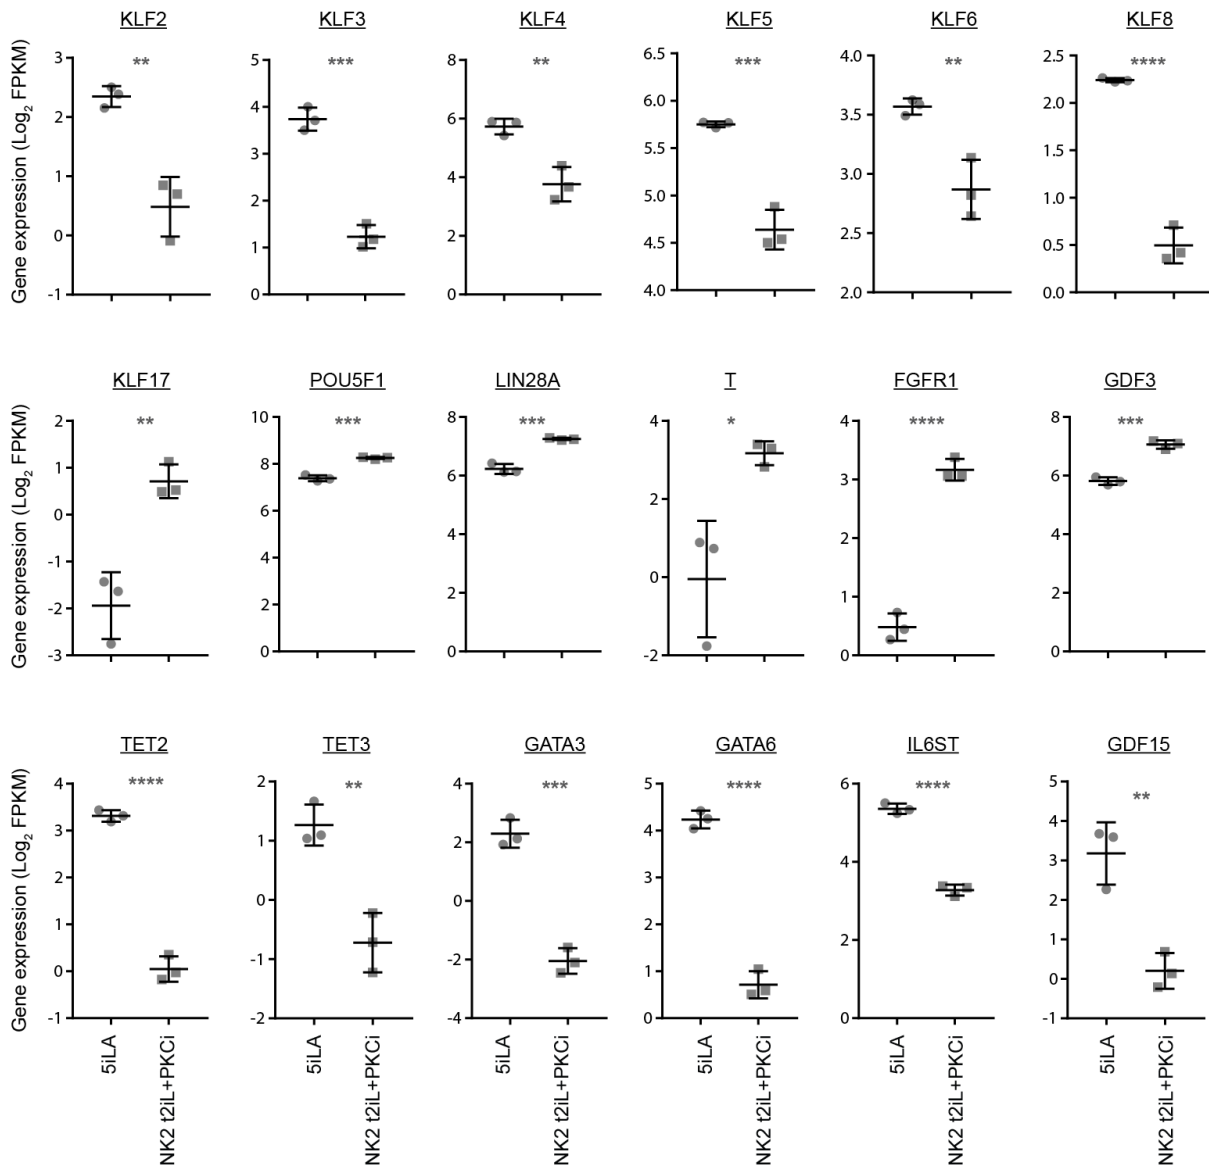 KLF2 KLF3 KLF4 KLF5 KLF6 KLF8
Gene expression (Log2 FPKM)
** *** ** *** ** ****
3 2 1 0 -1
5 4 3 2 1 0
8 6 4 2 0
6.5 6.0 5.5 5.0 4.5 4.0
4.0 3.5 3.0 2.5 2.0
2.5 2.0 1.5 1.0 0.5 0.0
KLF17 POU5F1 LIN28A T FGFR1 GDF3
Gene expression (Log2 FPKM)
** *** *** * **** ***
2 1 0 -1 -2 -3
10 8 6 4 2 0
8 6 4 2 0
4 2 0 -2
4 3 2 1 0
8 6 4 2 0
TET2 TET3 GATA3 GATA6 IL6ST GDF15
Gene expression (Log2 FPKM)
**** ** *** **** **** **
4 3 2 1 0 -1
2 1 0 -1 -2
4 2 0 -2 -4
5 4 3 2 1 0
6 4 2 0
5 4 3 2 1 0 -1
5iLA
NK2 t2iL+PKCi
5iLA
NK2 t2iL+PKCi
5iLA
NK2 t2iL+PKCi
5iLA
NK2 t2iL+PKCi
5iLA
NK2 t2iL+PKCi
5iLA
NK2 t2iL+PKCi